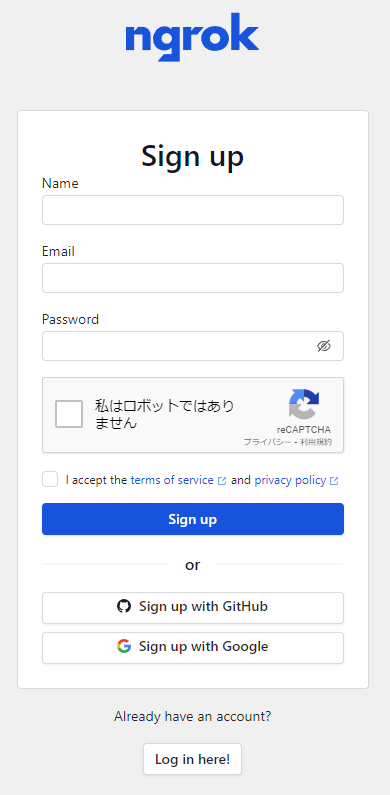 ngrok
Sign up
Name
Email
Password
私はロボットではあり
ません
reCAPTCHA
プライバシー - 利用規約
I accept the terms of service and privacy policy
Sign up
or
Sign up with GitHub
Sign up with Google
Already have an account?
Log in here!